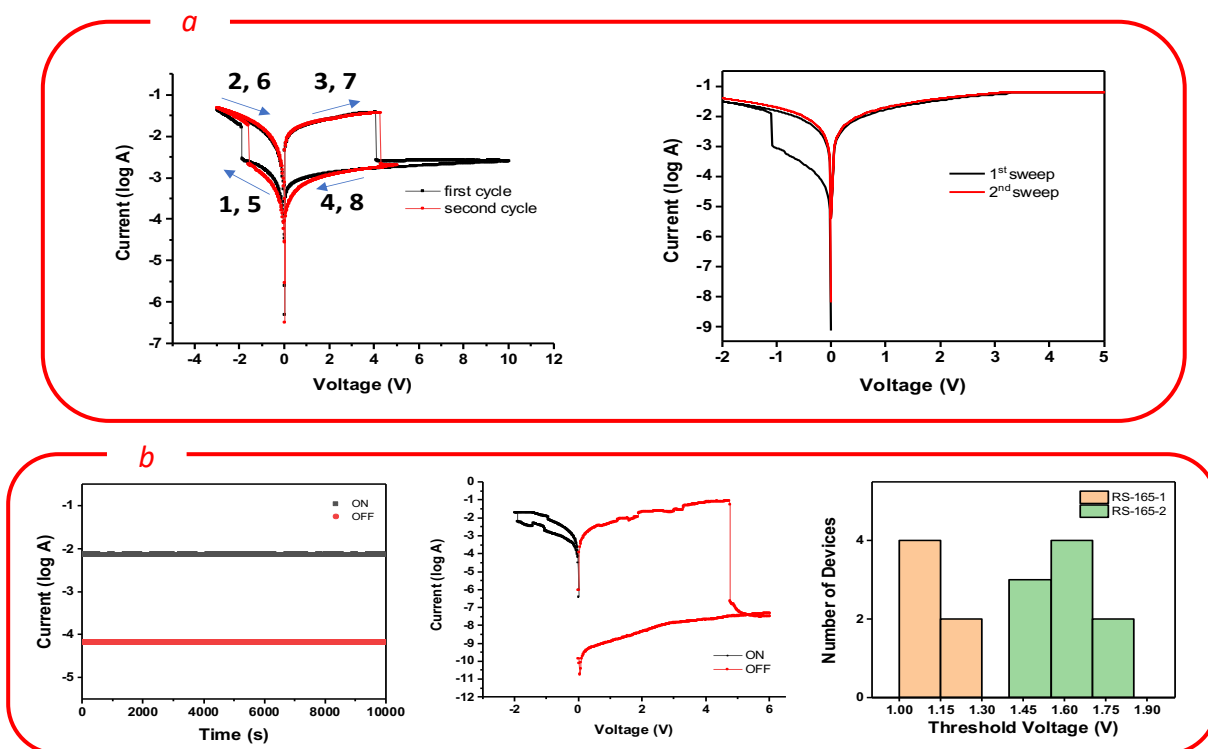 a
2, 6
3, 7
1, 5
4, 8
first cycle
second cycle
Current (log A)
-1
-2
-3
-4
-5
-6
-7
-4 -2 0 2 4 6 8 10 12
Voltage (V)
1st sweep
2nd sweep
Current (log A)
-1
-2
-3
-4
-5
-6
-7
-8
-9
-2 -1 0 1 2 3 4 5
Voltage (V)
b
ON
OFF
Current (log A)
-1
-2
-3
-4
-5
0 2000 4000 6000 8000 10000
Time (s)
Current (log A)
0
-1
-2
-3
-4
-5
-6
-7
-8
-9
-10
-11
-12
ON
OFF
-2 0 2 4 6
Voltage (V)
RS-165-1
RS-165-2
Number of Devices
4
2
0
1.00 1.15 1.30 1.45 1.60 1.75 1.90
Threshold Voltage (V)